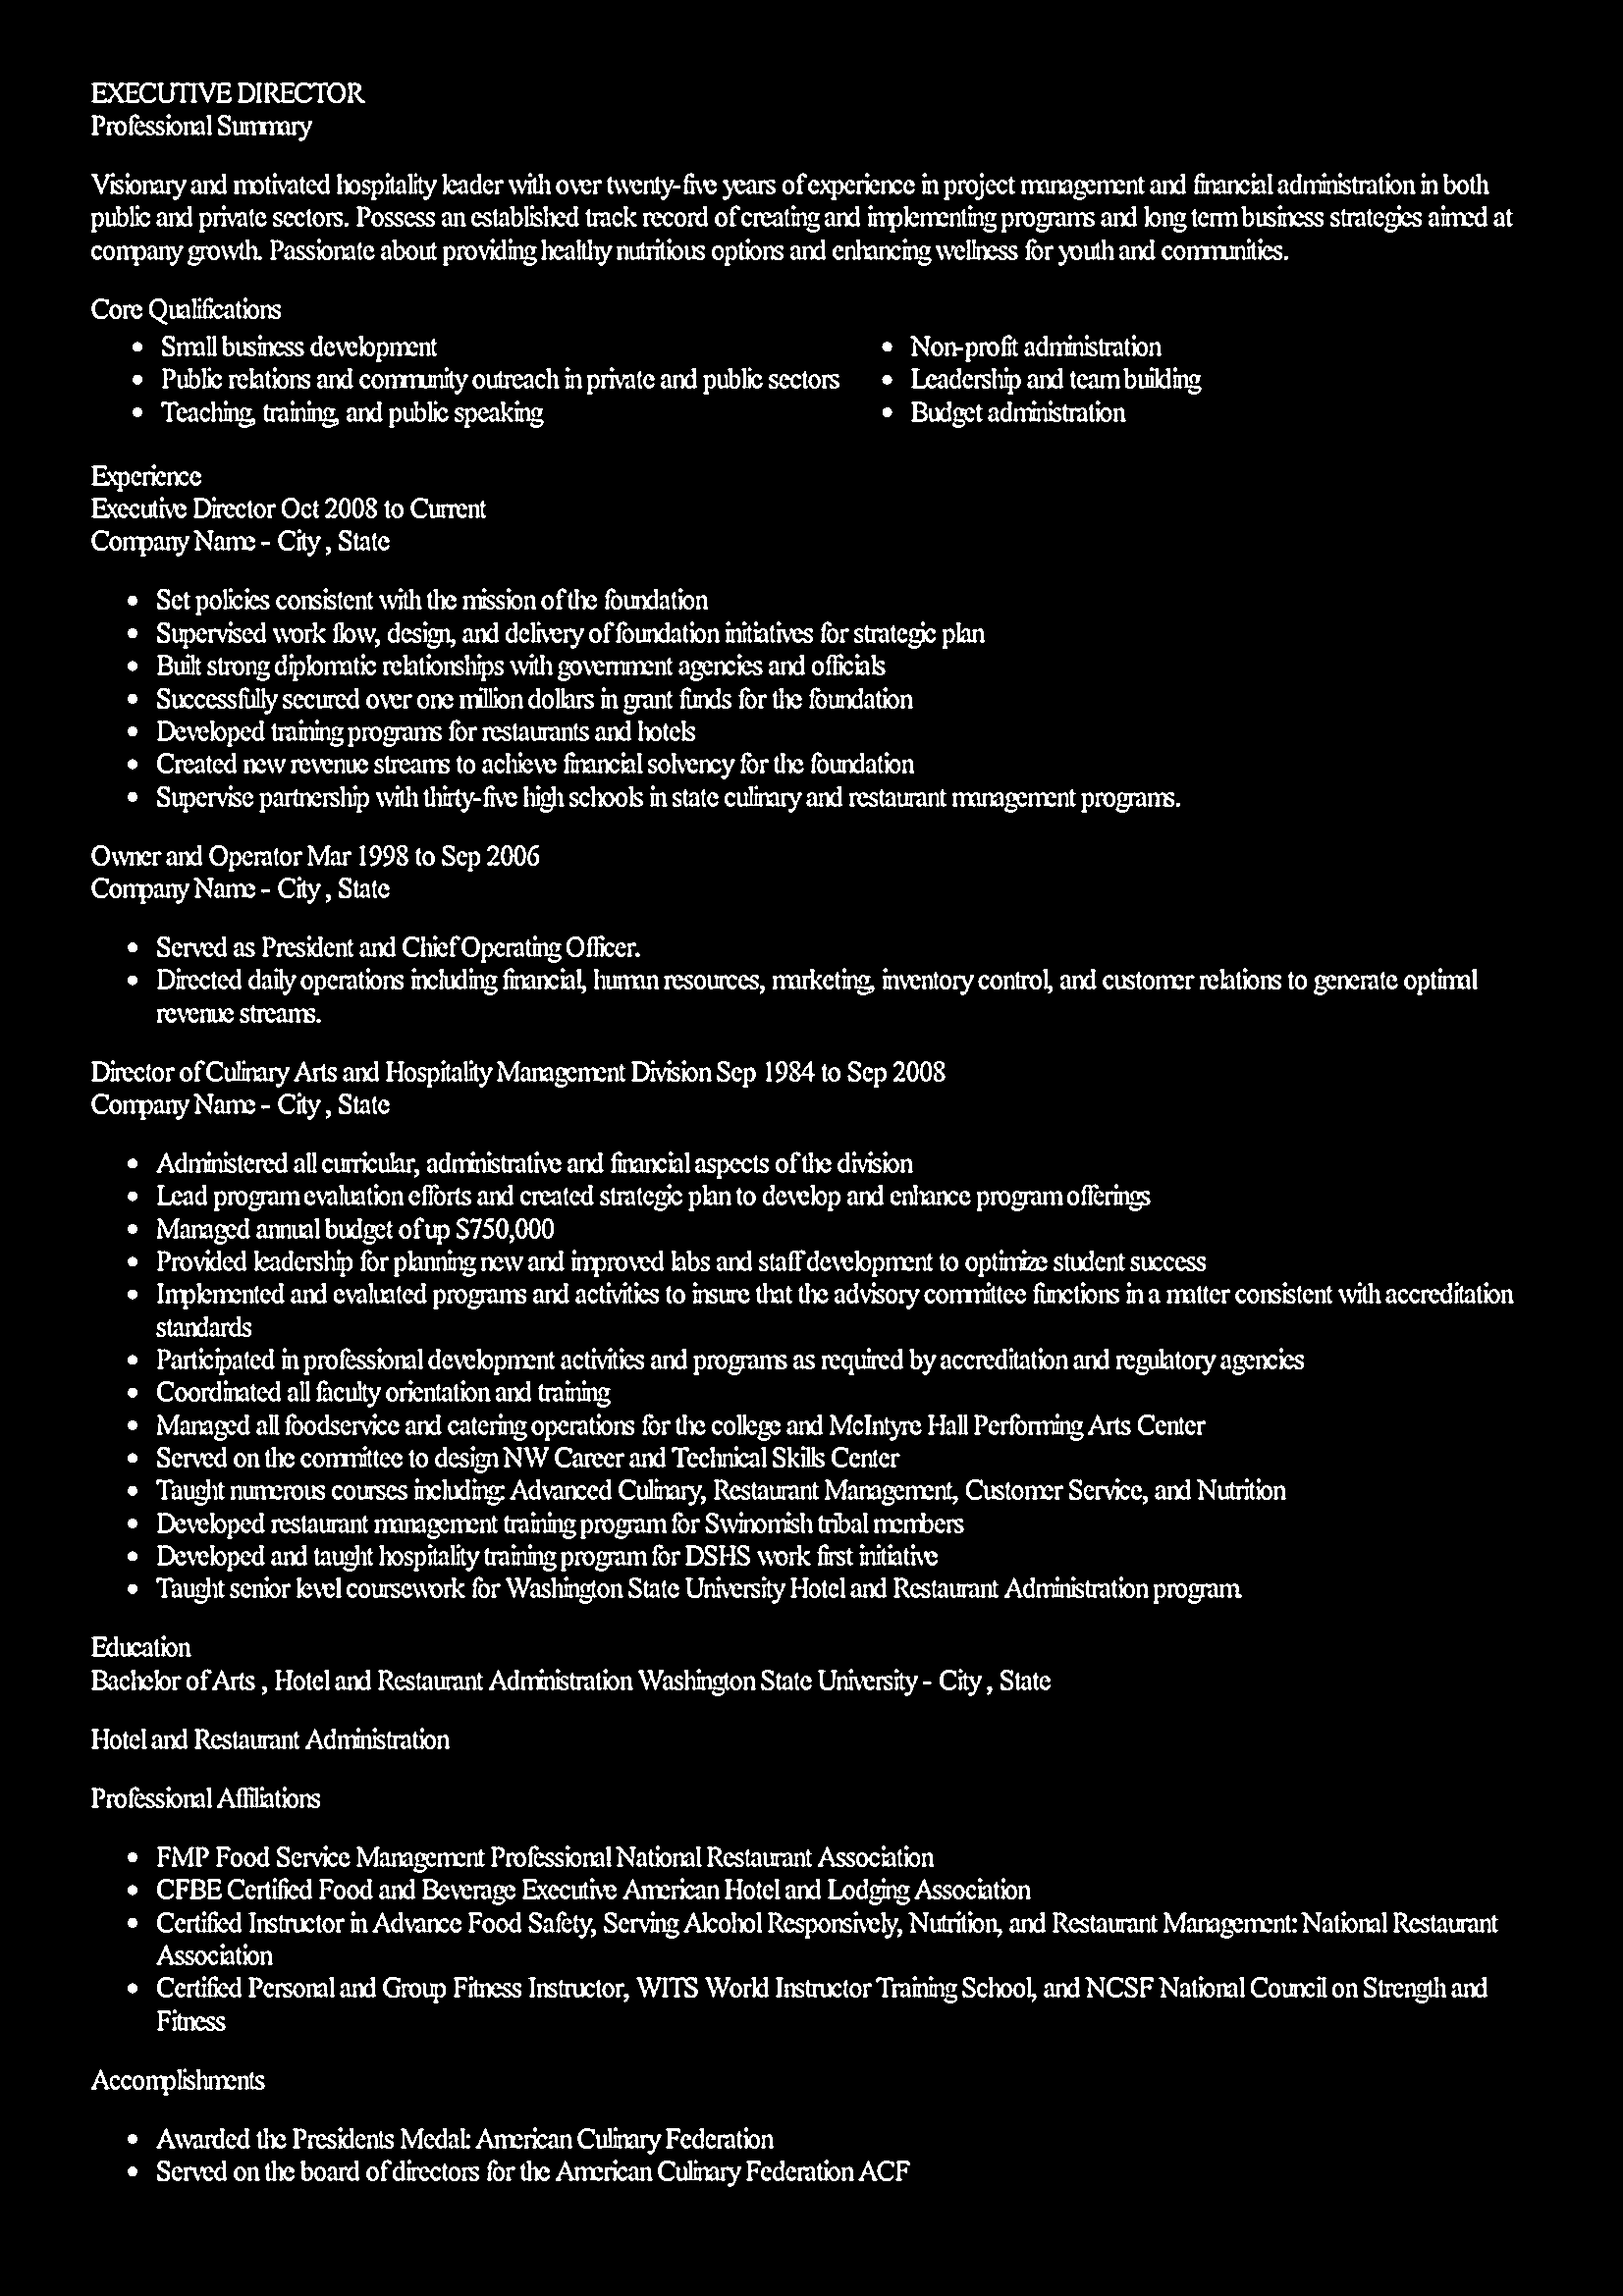 EXECUTIVE DIRECTOR
Professional Summary
Visionary and motivated hospitality leader with over twenty-five years of experience in project management and financial administration in both
public and private sectors. Possess an established track record of creating and implementing programs and long term business strategies aimed at
company growth. Passionate about providing healthy nutritious options and enhancing wellness for youth and communities.
Core Qualifications
• Small business development
• Public relations and community outreach in private and public sectors
• Teaching, training, and public speaking
• Non-profit administration
• Leadership and team building
• Budget administration
Experience
Executive Director Oct 2008 to Current
Company Name - City , State
• Set policies consistent with the mission of the foundation
• Supervised work flow, design, and delivery of foundation initiatives for strategic plan
• Built strong diplomatic relationships with government agencies and officials
• Successfully secured over one million dollars in grant funds for the foundation
• Developed training programs for restaurants and hotels
• Created new revenue streams to achieve financial solvency for the foundation
• Supervise partnership with thirty-five high schools in state culinary and restaurant management programs.
Owner and Operator Mar 1998 to Sep 2006
Company Name - City , State
• Served as President and Chief Operating Officer.
• Directed daily operations including financial, human resources, marketing, inventory control, and customer relations to generate optimal
revenue streams.
Director of Culinary Arts and Hospitality Management Division Sep 1984 to Sep 2008
Company Name - City , State
• Administered all curricular, administrative and financial aspects of the division
• Lead program evaluation efforts and created strategic plan to develop and enhance program offerings
• Managed annual budget of up $750,000
• Provided leadership for planning new and improved labs and staff development to optimize student success
• Implemented and evaluated programs and activities to insure that the advisory committee functions in a matter consistent with accreditation
standards
• Participated in professional development activities and programs as required by accreditation and regulatory agencies
• Coordinated all faculty orientation and training
• Managed all foodservice and catering operations for the college and McIntyre Hall Performing Arts Center
• Served on the committee to design NW Career and Technical Skills Center
• Taught numerous courses including: Advanced Culinary, Restaurant Management, Customer Service, and Nutrition
• Developed restaurant management training program for Swinomish tribal members
• Developed and taught hospitality training program for DSHS work first initiative
• Taught senior level coursework for Washington State University Hotel and Restaurant Administration program.
Education
Bachelor of Arts , Hotel and Restaurant Administration Washington State University - City , State
Hotel and Restaurant Administration
Professional Affiliations
• FMP Food Service Management Professional National Restaurant Association
• CFBE Certified Food and Beverage Executive American Hotel and Lodging Association
• Certified Instructor in Advance Food Safety, Serving Alcohol Responsively, Nutrition, and Restaurant Management: National Restaurant
Association
• Certified Personal and Group Fitness Instructor, WITS World Instructor Training School, and NCSF National Council on Strength and
Fitness
Accomplishments
• Awarded the Presidents Medal: American Culinary Federation
• Served on the board of directors for the American Culinary Federation ACF